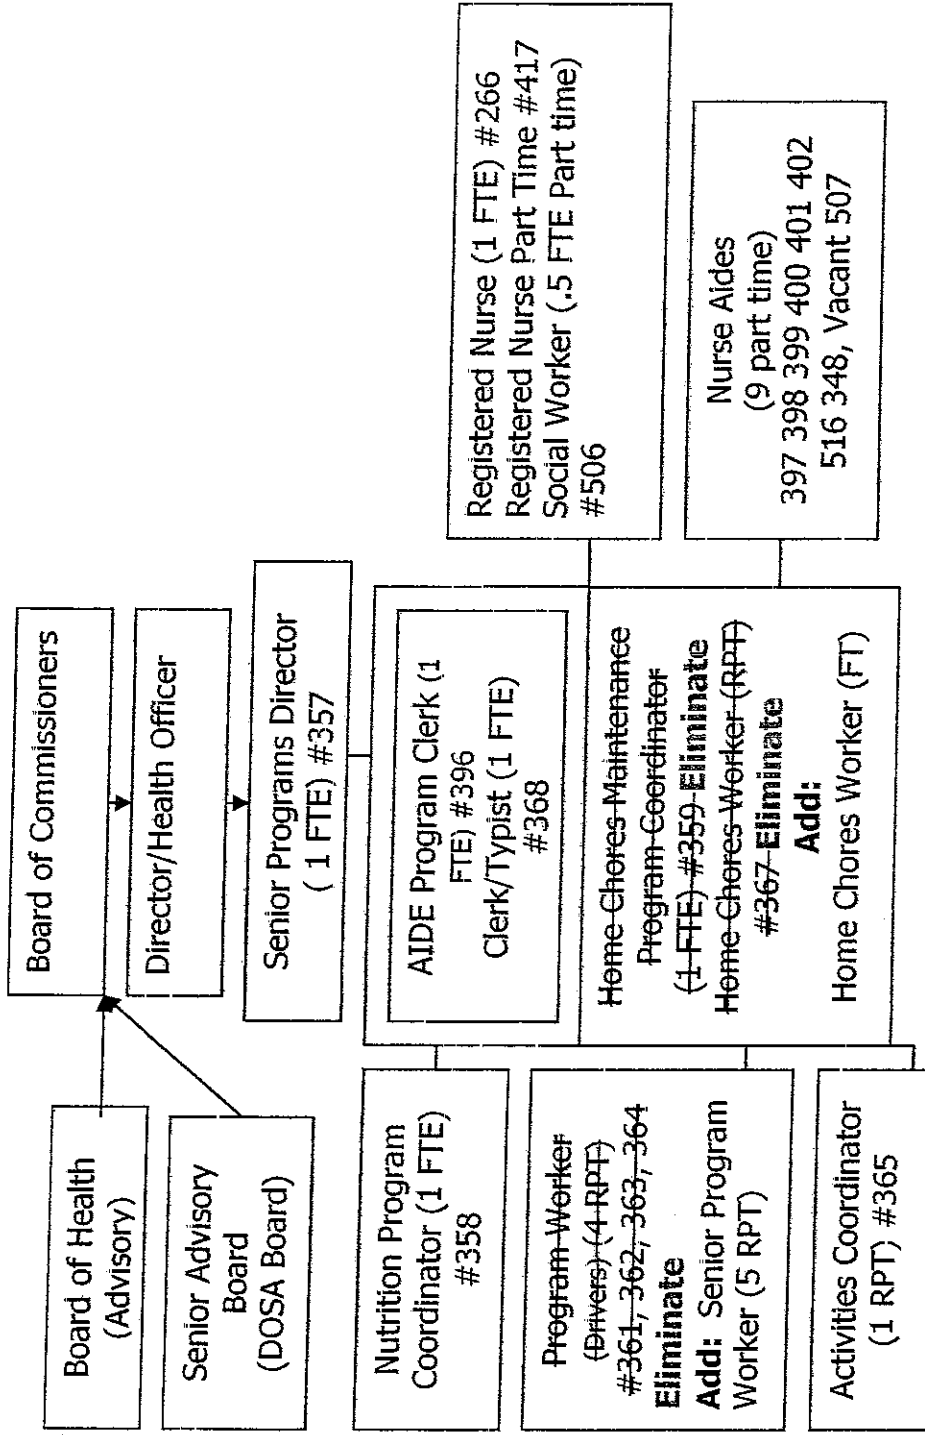 Board of Commissioners
Board of Health
(Advisory)
Senior Advisory
Board
(DOSA Board)
Director/Health Officer
Senior Programs Director
( 1 FTE) #357
AIDE Program Clerk (1
FTE) #396
Clerk/Typist (1 FTE)
#368
Nutrition Program
Coordinator (1 FTE)
#358
Program Worker
(Drivers) (4 RPT)
#361, 362, 363, 364
Eliminate
Add: Senior Program
Worker (5 RPT)
Activities Coordinator
(1 RPT) #365
Home Chores Maintenance
Program Coordinator
(1 FTE) #359 Eliminate
Home Chores Worker (RPT)
#367 Eliminate
Add:
Home Chores Worker (FT)
Registered Nurse (1 FTE) #266
Registered Nurse Part Time #417
Social Worker (.5 FTE Part time)
#506
Nurse Aides
(9 part time)
397 398 399 400 401 402
516 348, Vacant 507